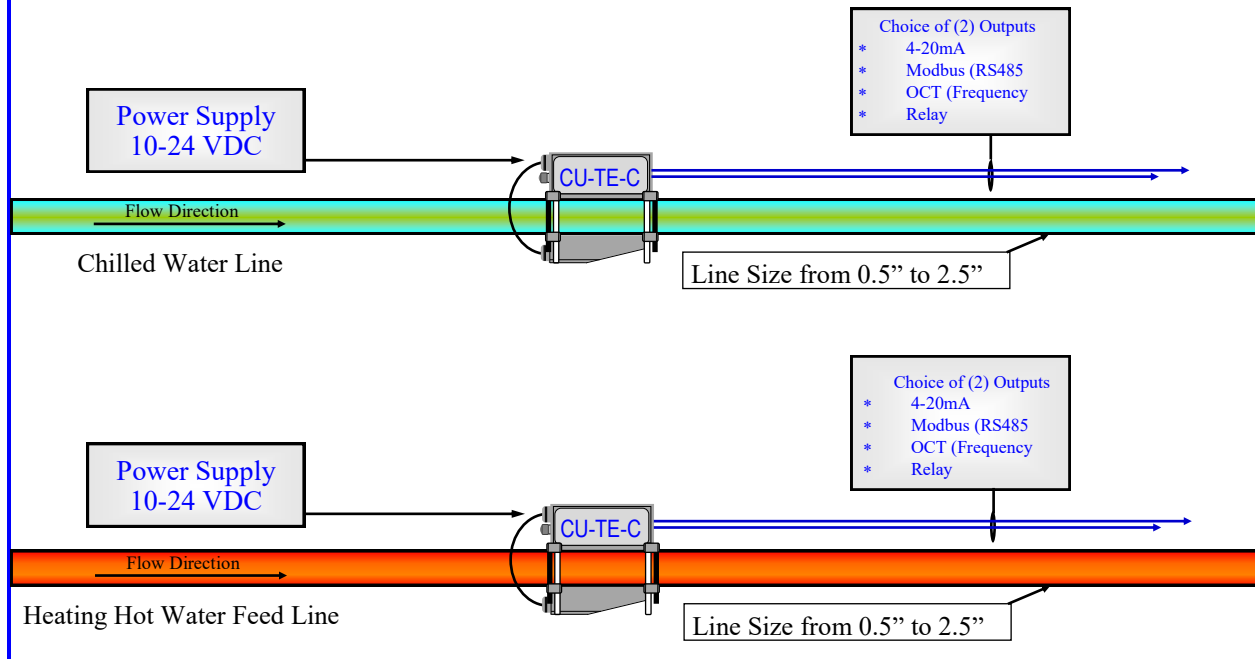 Choice of (2) Outputs
* 4-20mA
* Modbus (RS485
* OCT (Frequency
* Relay
Power Supply
10-24 VDC
CU-TE-C
Flow Direction
Chilled Water Line
Line Size from 0.5” to 2.5”
Choice of (2) Outputs
* 4-20mA
* Modbus (RS485
* OCT (Frequency
* Relay
Power Supply
10-24 VDC
CU-TE-C
Flow Direction
Heating Hot Water Feed Line
Line Size from 0.5” to 2.5”